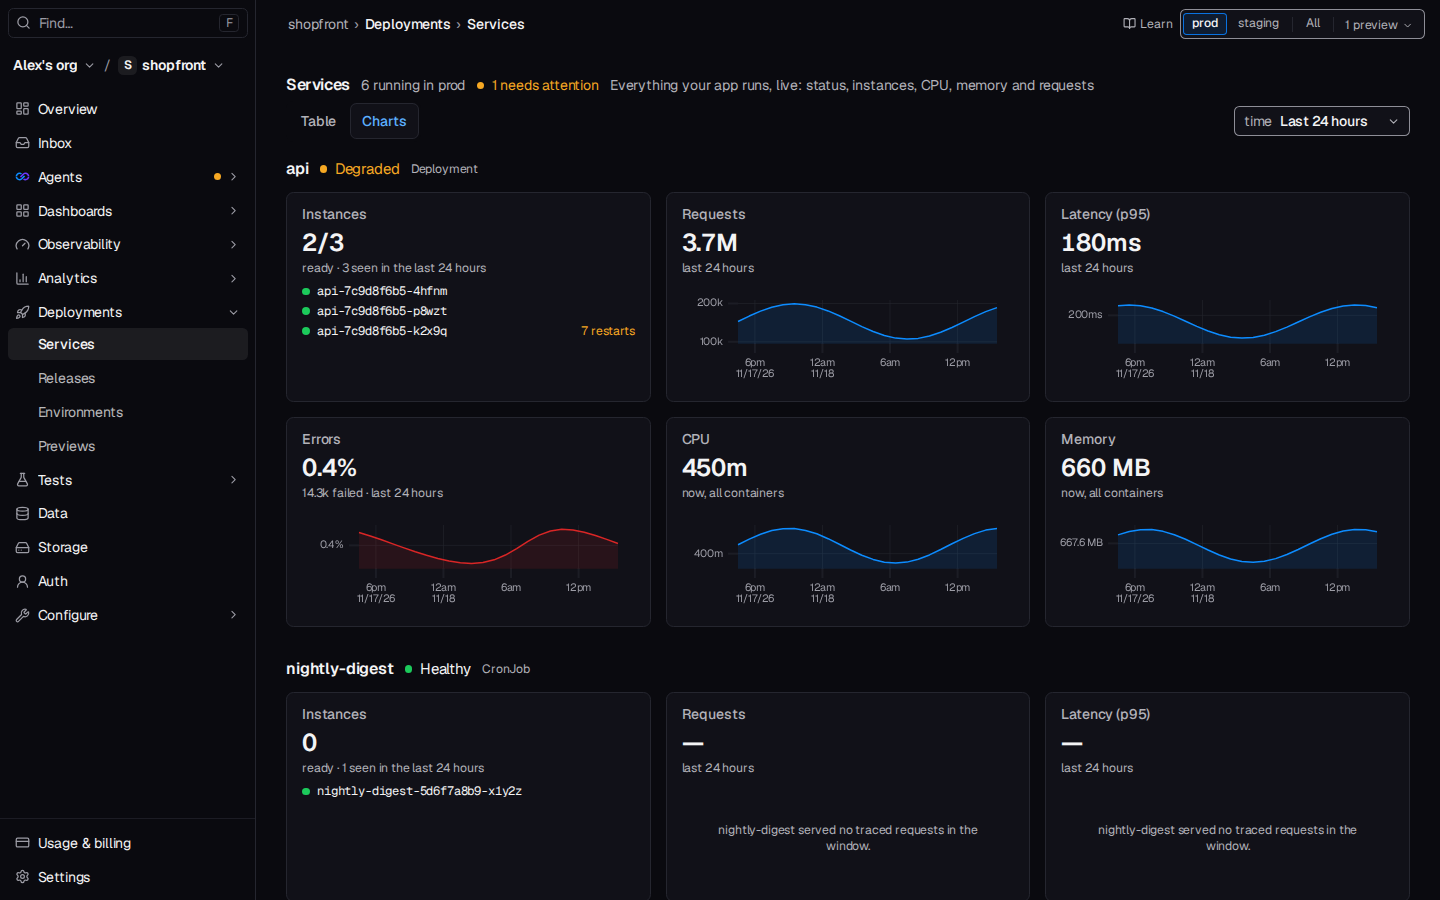 Find...
F
Alex's org / S shopfront
Overview
Inbox
Agents
Dashboards
Observability
Analytics
Deployments
Services
Releases
Environments
Previews
Tests
Data
Storage
Auth
Configure
Usage & billing
Settings
shopfront › Deployments › Services
Learn
prod staging All 1 preview
Services 6 running in prod 1 needs attention Everything your app runs, live: status, instances, CPU, memory and requests
Table Charts
time Last 24 hours
api Degraded Deployment
Instances
2/3
ready · 3 seen in the last 24 hours
api-7c9d8f6b5-4hfnm
api-7c9d8f6b5-p8wzt
api-7c9d8f6b5-k2x9q 7 restarts
Requests
3.7M
last 24 hours
200k
100k
6pm 12am 6am 12pm
11/17/26 11/18
Latency (p95)
180ms
last 24 hours
200ms
6pm 12am 6am 12pm
11/17/26 11/18
Errors
0.4%
14.3k failed · last 24 hours
0.4%
6pm 12am 6am 12pm
11/17/26 11/18
CPU
450m
now, all containers
400m
6pm 12am 6am 12pm
11/17/26 11/18
Memory
660 MB
now, all containers
667.6 MB
6pm 12am 6am 12pm
11/17/26 11/18
nightly-digest Healthy CronJob
Instances
0
ready · 1 seen in the last 24 hours
nightly-digest-5d6f7a8b9-x1y2z
Requests
—
last 24 hours
nightly-digest served no traced requests in the
window.
Latency (p95)
—
last 24 hours
nightly-digest served no traced requests in the
window.